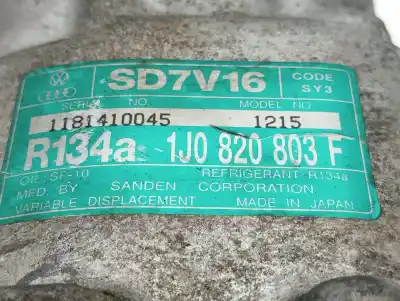 SD7V16
CODE
SY3
SERIAL NO.
MODEL NO
1181410045
1215
R134a 1J0 820 803 F
OIL SP-10
REFRIGERANT R134a
MFD. BY SANDEN CORPORATION
VARIABLE DISPLACEMENT MADE IN JAPAN